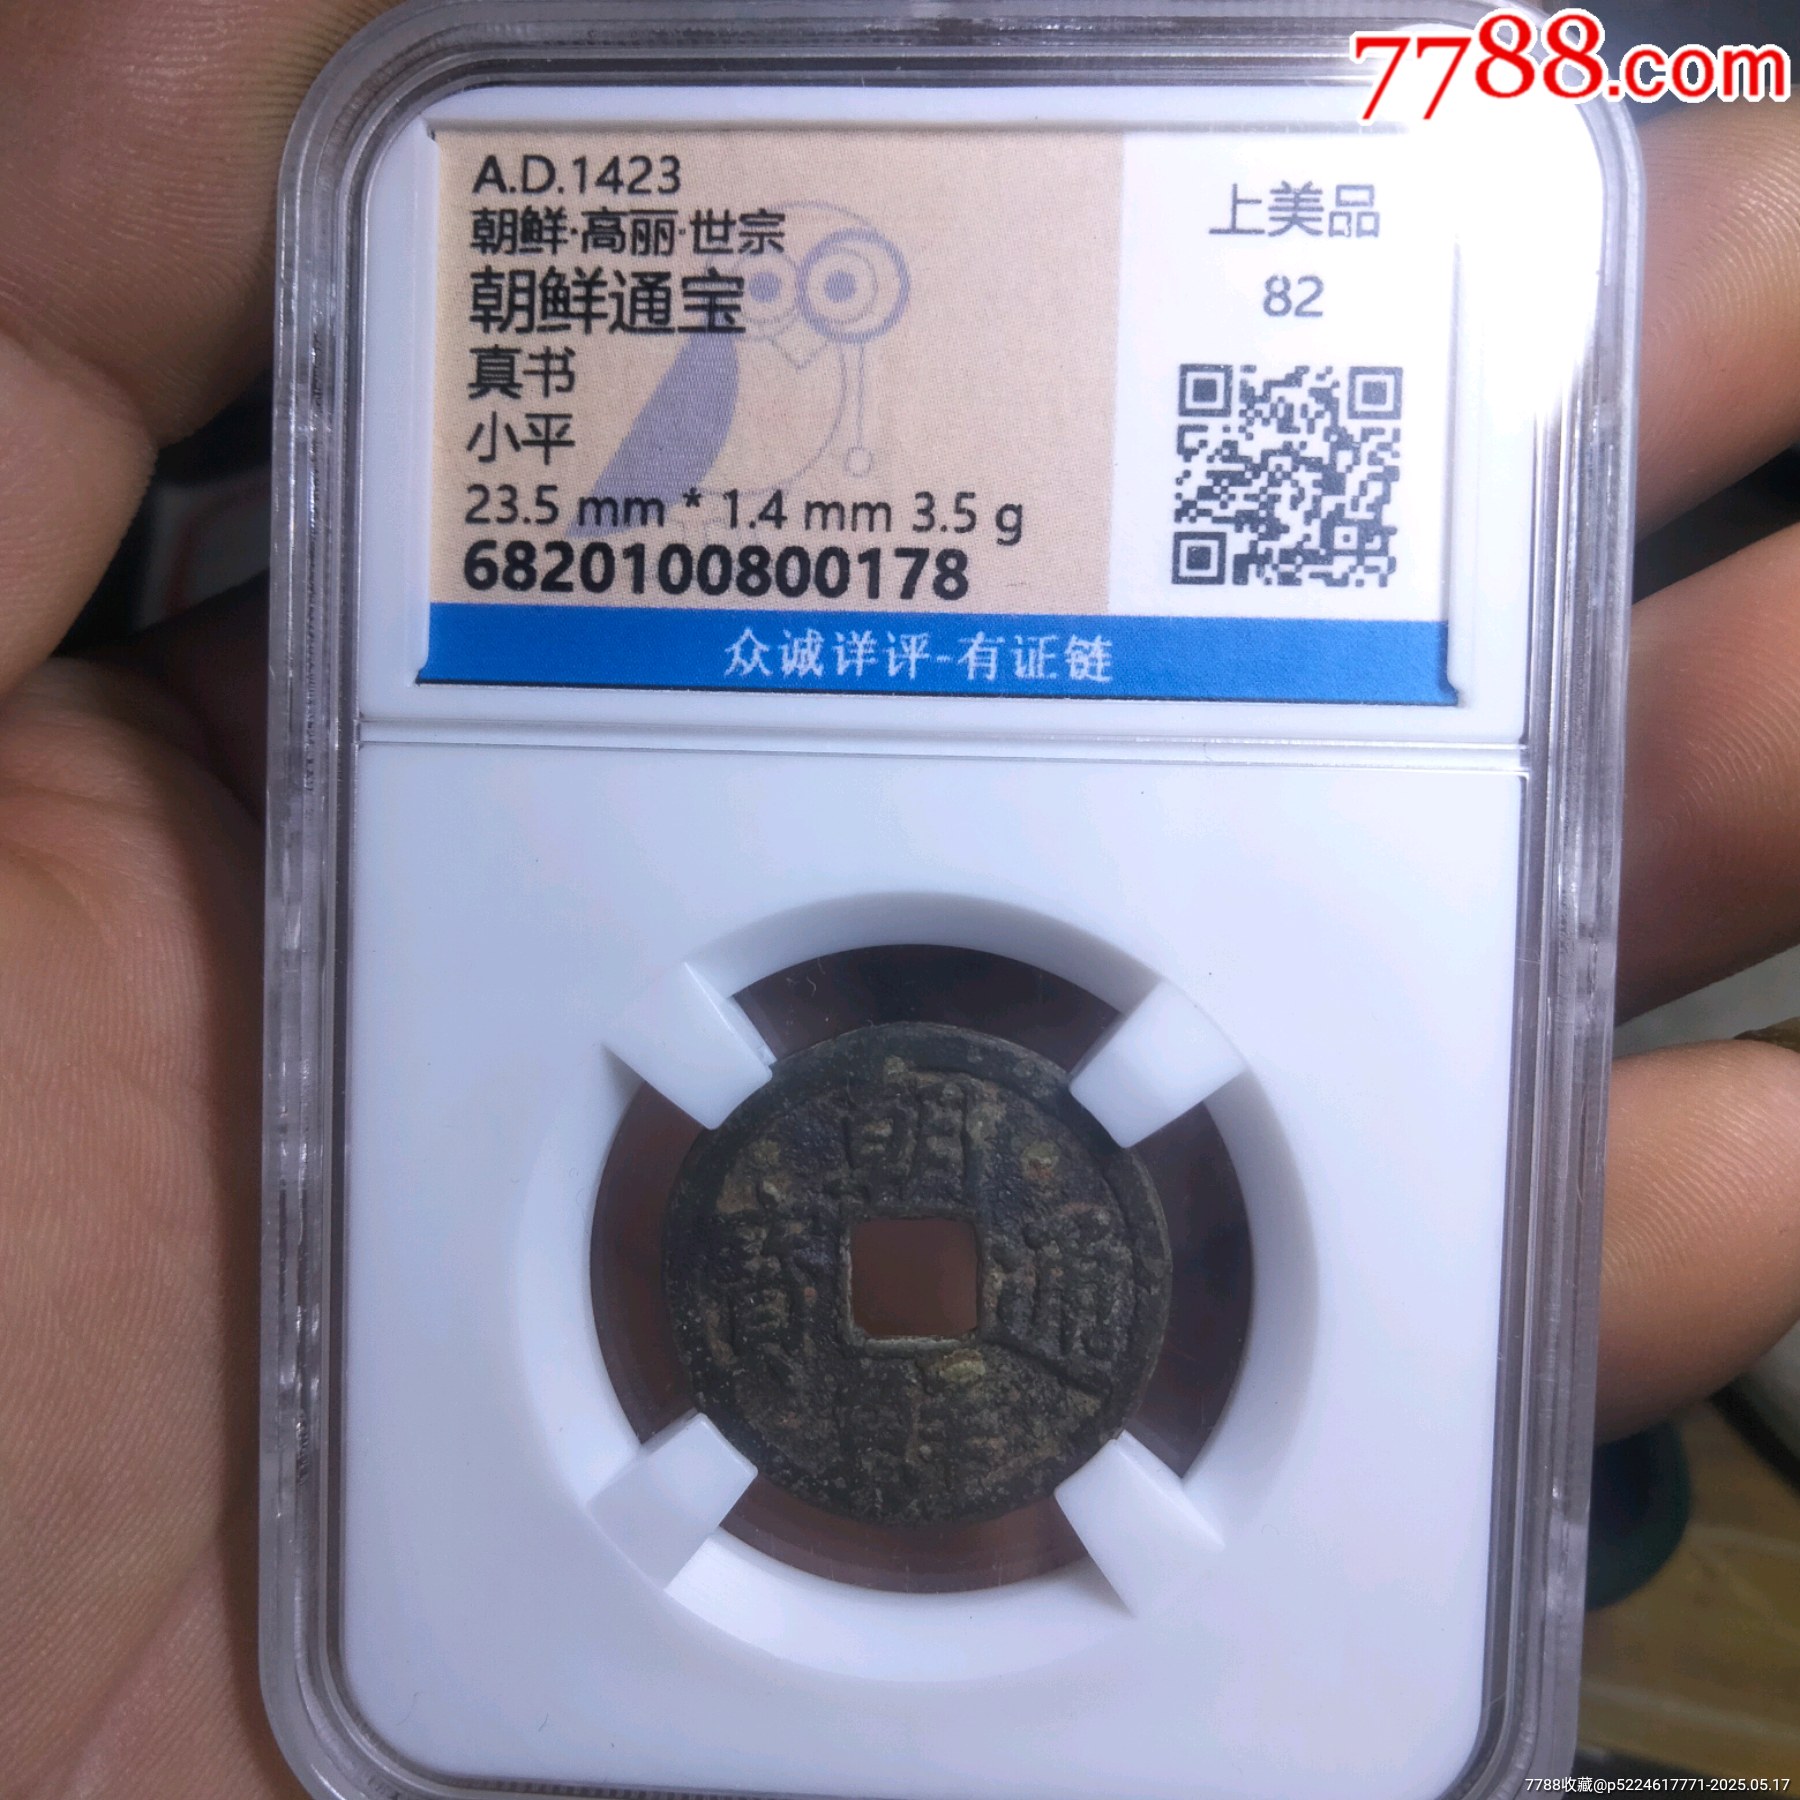 7788.com
A.D.1423
朝鲜·高丽·世宗
朝鲜通宝
真书
小平
23.5 mm * 1.4 mm 3.5 g
6820100800178
上美品
82
众诚详评-有证链
朝
通
寶
鮮
7788收藏@p5224617771-2025.05.17